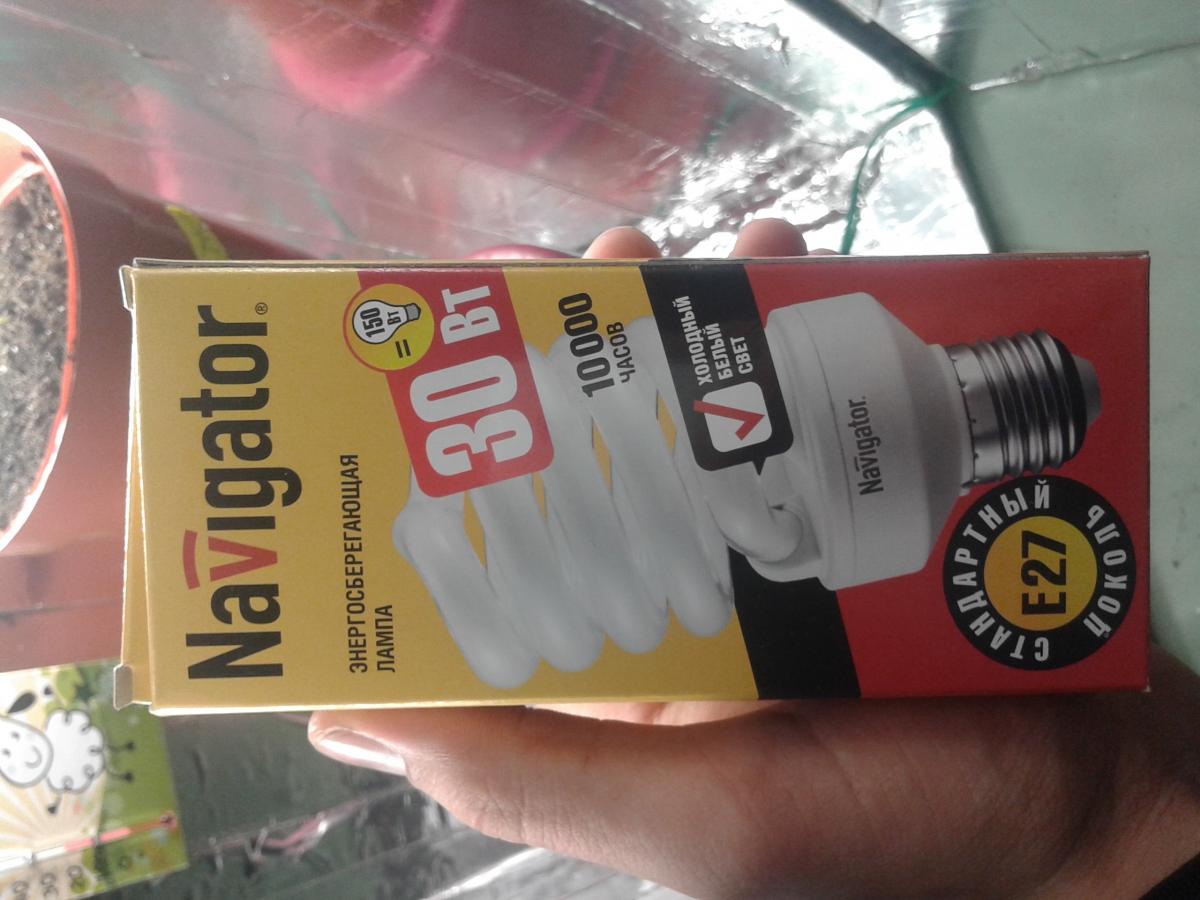 Navigator®
ЭНЕРГОСБЕРЕГАЮЩАЯ
ЛАМПА
= 150
Вт
30 Вт
10000
ЧАСОВ
ХОЛОДНЫЙ
БЕЛЫЙ
СВЕТ
Navigator.
СТАНДАРТНЫЙ ЦОКОЛЬ
E27